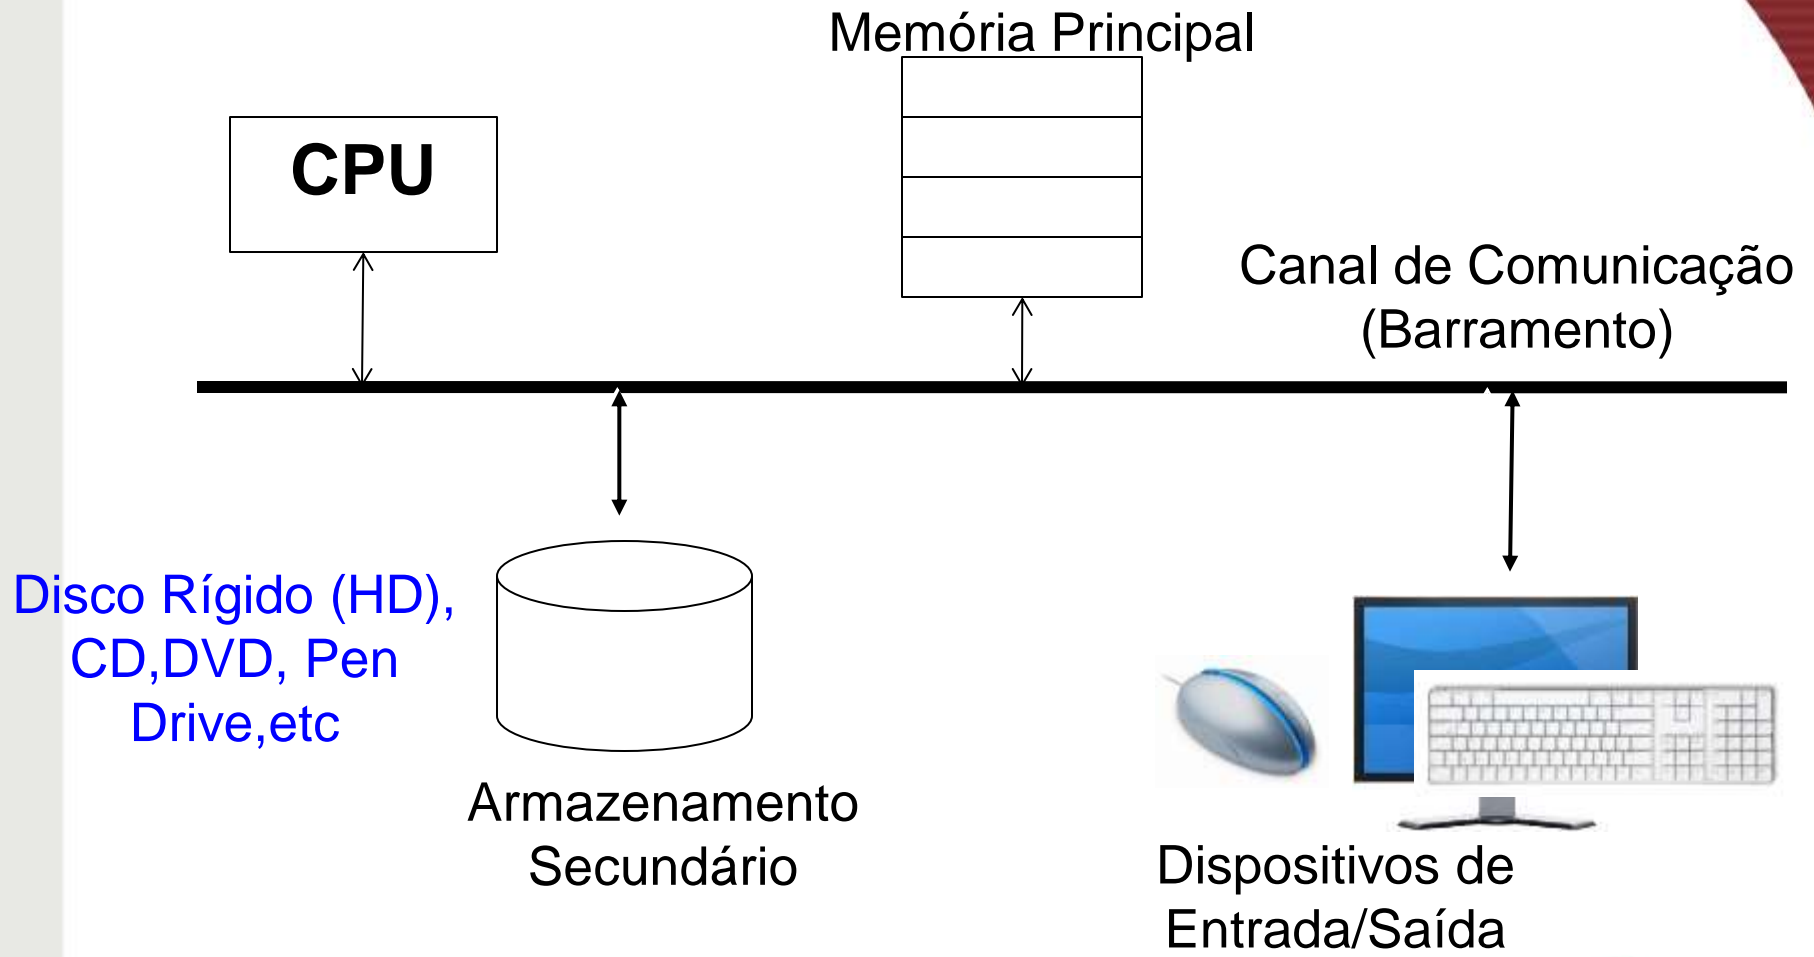 Memória Principal
CPU
Canal de Comunicação
(Barramento)
Disco Rígido (HD),
CD,DVD, Pen
Drive,etc
Armazenamento
Secundário
Dispositivos de
Entrada/Saída